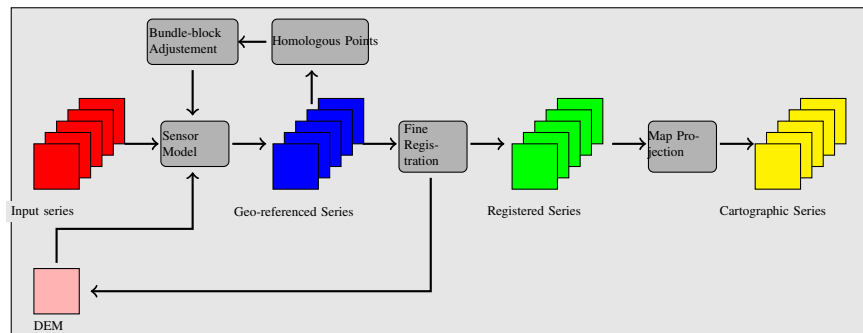 Bundle-block
Adjustement
Homologous Points
Sensor
Model
Fine
Regis-
tration
Map Pro-
jection
Input series
Geo-referenced Series
Registered Series
Cartographic Series
DEM